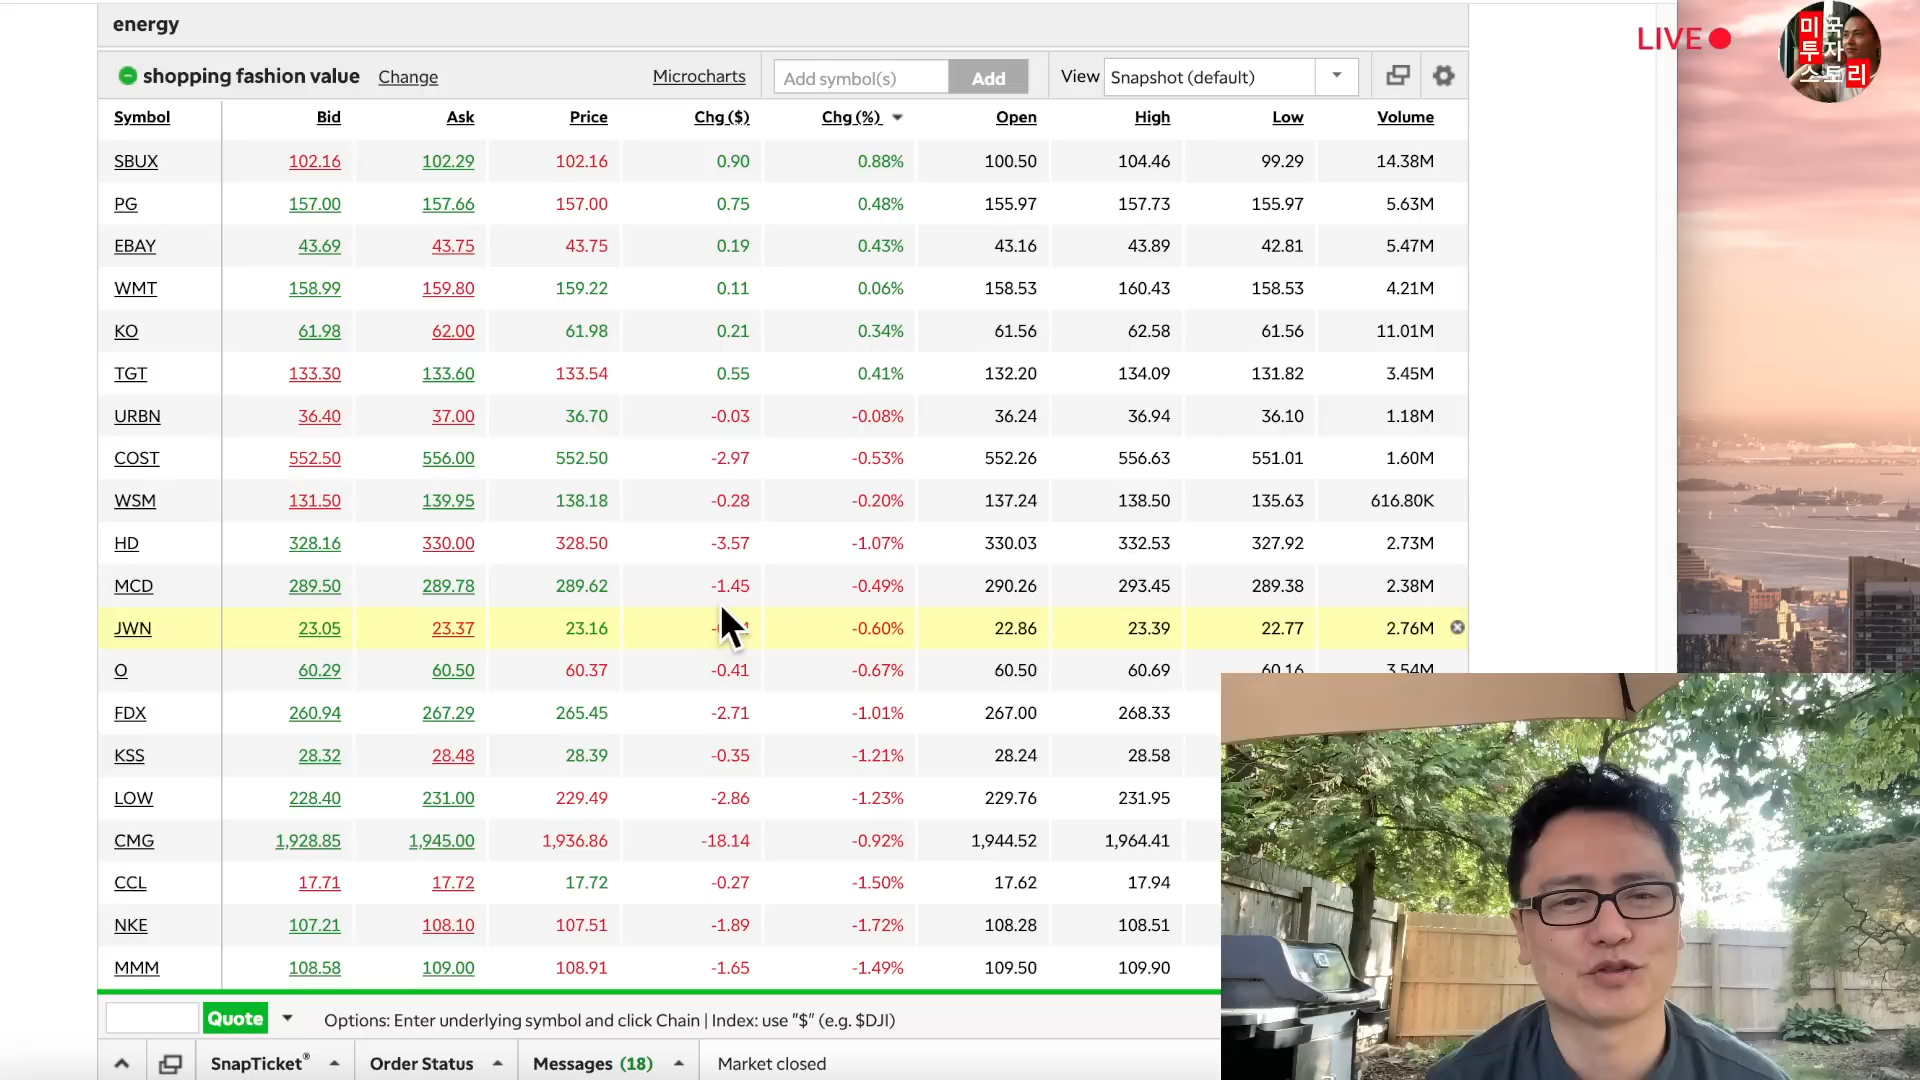 energy
LIVE
미국
투자
스토리
shopping fashion value Change Microcharts Add symbol(s) Add View Snapshot (default)
Symbol Bid Ask Price Chg ($) Chg (%) Open High Low Volume
SBUX 102.16 102.29 102.16 0.90 0.88% 100.50 104.46 99.29 14.38M
PG 157.00 157.66 157.00 0.75 0.48% 155.97 157.73 155.97 5.63M
EBAY 43.69 43.75 43.75 0.19 0.43% 43.16 43.89 42.81 5.47M
WMT 158.99 159.80 159.22 0.11 0.06% 158.53 160.43 158.53 4.21M
KO 61.98 62.00 61.98 0.21 0.34% 61.56 62.58 61.56 11.01M
TGT 133.30 133.60 133.54 0.55 0.41% 132.20 134.09 131.82 3.45M
URBN 36.40 37.00 36.70 -0.03 -0.08% 36.24 36.94 36.10 1.18M
COST 552.50 556.00 552.50 -2.97 -0.53% 552.26 556.63 551.01 1.60M
WSM 131.50 139.95 138.18 -0.28 -0.20% 137.24 138.50 135.63 616.80K
HD 328.16 330.00 328.50 -3.57 -1.07% 330.03 332.53 327.92 2.73M
MCD 289.50 289.78 289.62 -1.45 -0.49% 290.26 293.45 289.38 2.38M
JWN 23.05 23.37 23.16 -0.60% 22.86 23.39 22.77 2.76M
O 60.29 60.50 60.37 -0.41 -0.67% 60.50 60.69 60.16 3.54M
FDX 260.94 267.29 265.45 -2.71 -1.01% 267.00 268.33
KSS 28.32 28.48 28.39 -0.35 -1.21% 28.24 28.58
LOW 228.40 231.00 229.49 -2.86 -1.23% 229.76 231.95
CMG 1,928.85 1,945.00 1,936.86 -18.14 -0.92% 1,944.52 1,964.41
CCL 17.71 17.72 17.72 -0.27 -1.50% 17.62 17.94
NKE 107.21 108.10 107.51 -1.89 -1.72% 108.28 108.51
MMM 108.58 109.00 108.91 -1.65 -1.49% 109.50 109.90
Quote Options: Enter underlying symbol and click Chain | Index: use "$" (e.g. $DJI)
SnapTicket® Order Status Messages (18) Market closed